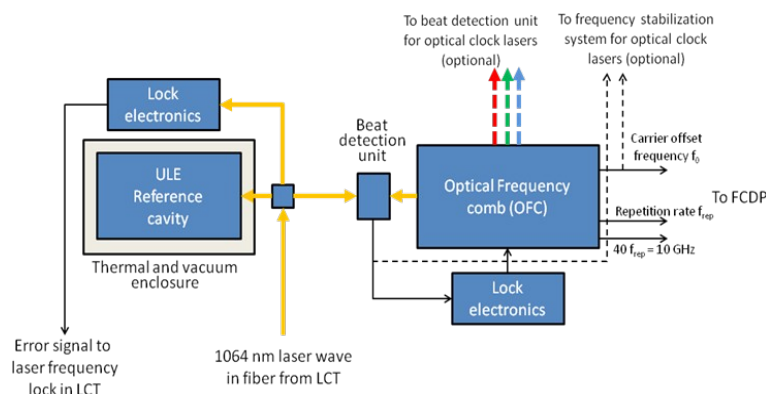 To beat detection unit
for optical clock lasers
(optional)
To frequency stabilization
system for optical clock
lasers (optional)
Lock
electronics
Beat
detection
unit
Carrier offset
frequency f0
ULE
Reference
cavity
Optical Frequency
comb (OFC)
To FCDP
Repetition rate frep
40 frep = 10 GHz
Thermal and vacuum
enclosure
Lock
electronics
Error signal to
laser frequency
lock in LCT
1064 nm laser wave
in fiber from LCT